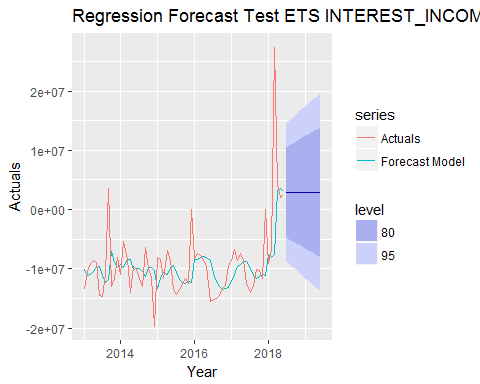 Regression Forecast Test ETS INTEREST_INCOM
2e+07
1e+07
0e+00
-1e+07
-2e+07
Actuals
2014
2016
2018
Year
series
Actuals
Forecast Model
level
80
95